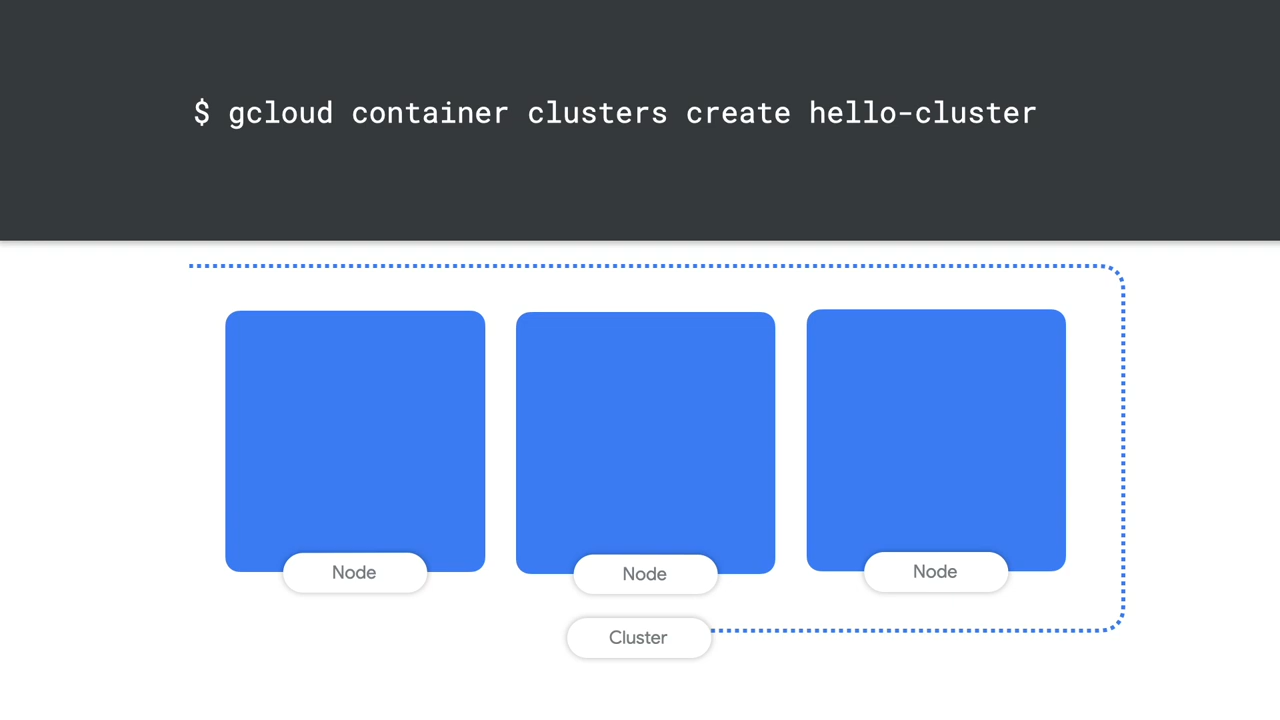 $ gcloud container clusters create hello-cluster
Node
Node
Node
Cluster